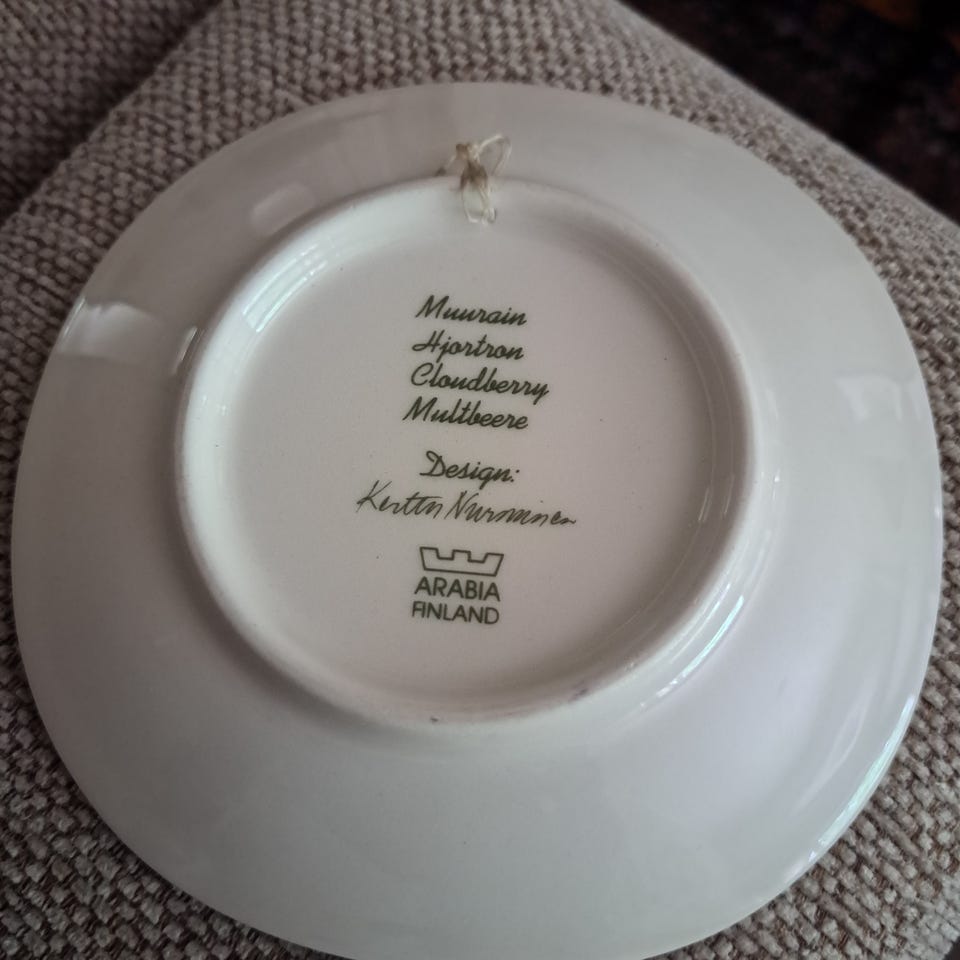 Muurain
Hjortron
Cloudberry
Multbeere
Design:
Kerttu Nurminen
ARABIA
FINLAND